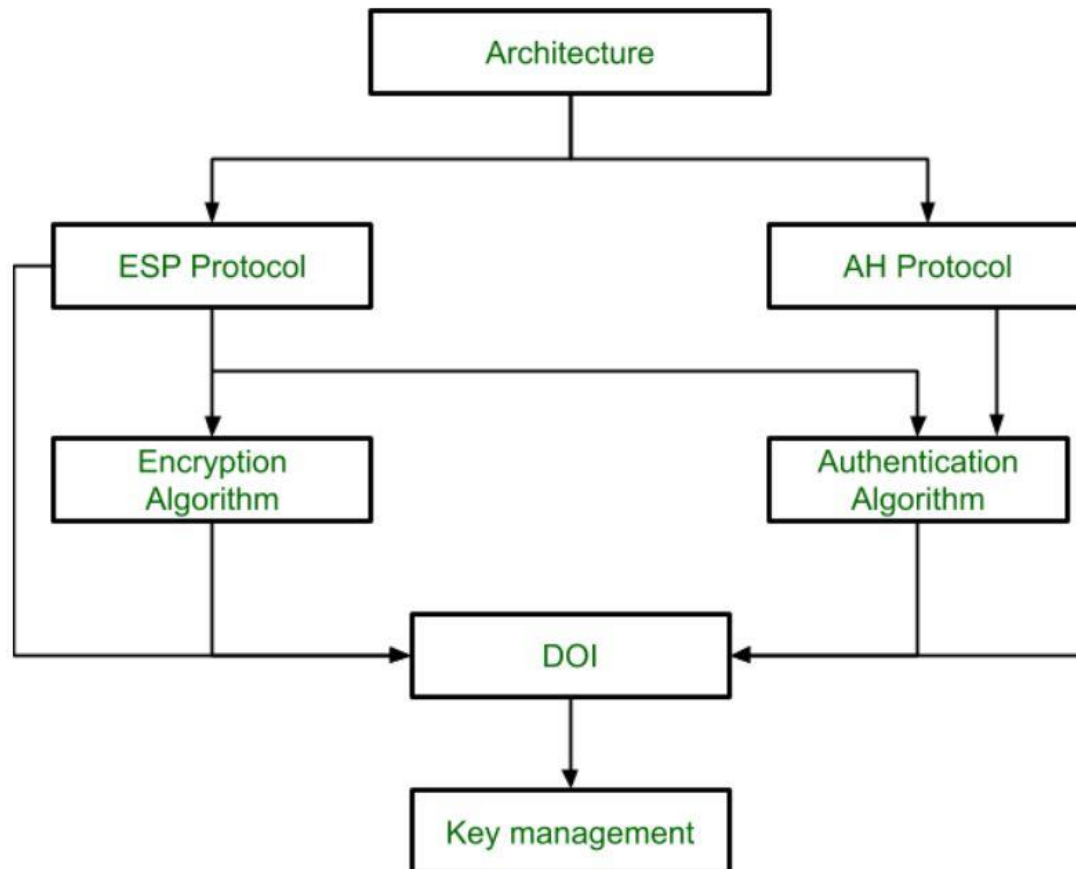 Architecture
ESP Protocol
AH Protocol
Encryption
Algorithm
Authentication
Algorithm
DOI
Key management